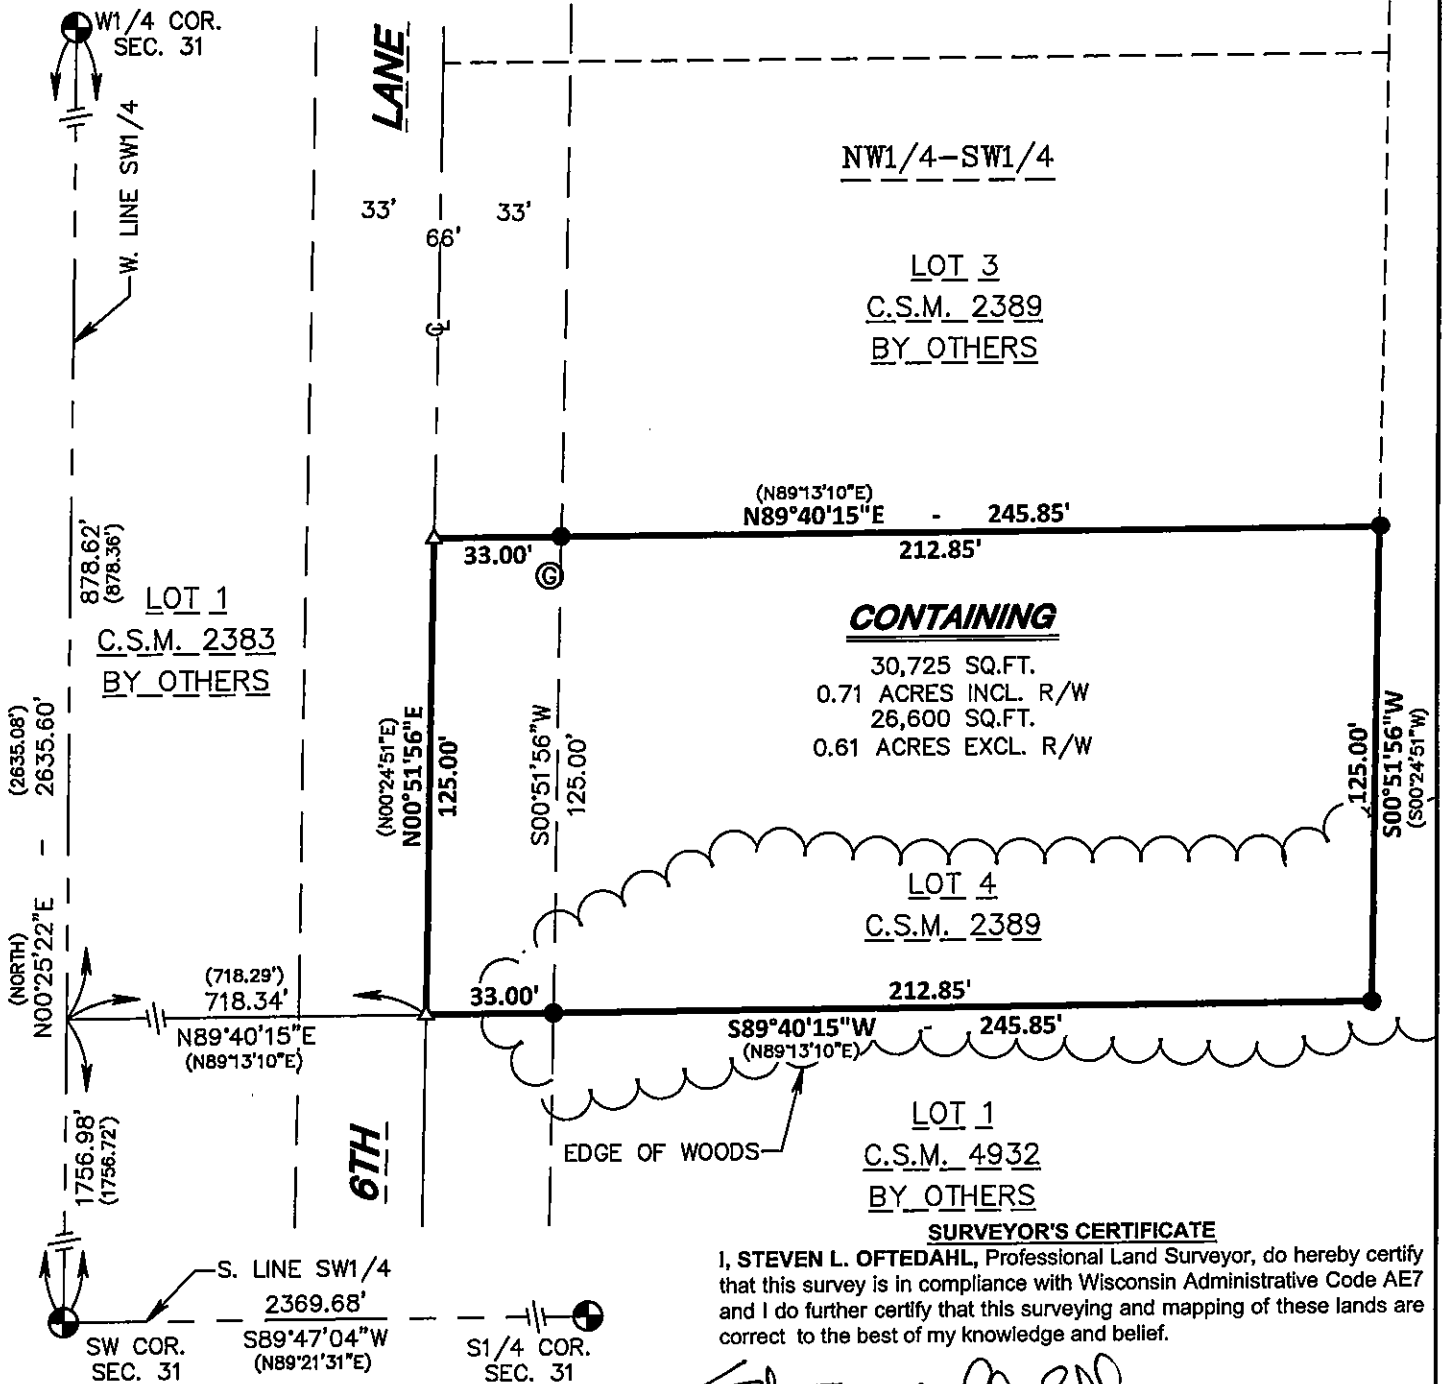 W1/4 COR.
SEC. 31
W. LINE SW1/4
LANE
33'
33'
66'
NW1/4-SW1/4
LOT 3
C.S.M. 2389
BY OTHERS
(N89°13'10"E)
N89°40'15"E - 245.85'
33.00'
212.85'
G
878.62'
(878.36')
LOT 1
C.S.M. 2383
BY OTHERS
CONTAINING
30,725 SQ.FT.
0.71 ACRES INCL. R/W
26,600 SQ.FT.
0.61 ACRES EXCL. R/W
(2635.08')
2635.60'
(NORTH)
N00°25'22"E -
(N00°24'51"E)
N00°51'56"E
125.00'
S00°51'56"W
125.00'
125.00'
S00°51'56"W
(S00°24'51"W)
LOT 4
C.S.M. 2389
(718.29')
718.34'
N89°40'15"E
(N89°13'10"E)
33.00'
212.85'
S89°40'15"W - 245.85'
(N89°13'10"E)
1756.98'
(1756.72')
6TH
EDGE OF WOODS
LOT 1
C.S.M. 4932
BY OTHERS
S. LINE SW1/4
2369.68'
S89°47'04"W
(N89°21'31"E)
SW COR.
SEC. 31
S1/4 COR.
SEC. 31
SURVEYOR'S CERTIFICATE
I, STEVEN L. OFTEDAHL, Professional Land Surveyor, do hereby certify
that this survey is in compliance with Wisconsin Administrative Code AE7
and I do further certify that this surveying and mapping of these lands are
correct to the best of my knowledge and belief.